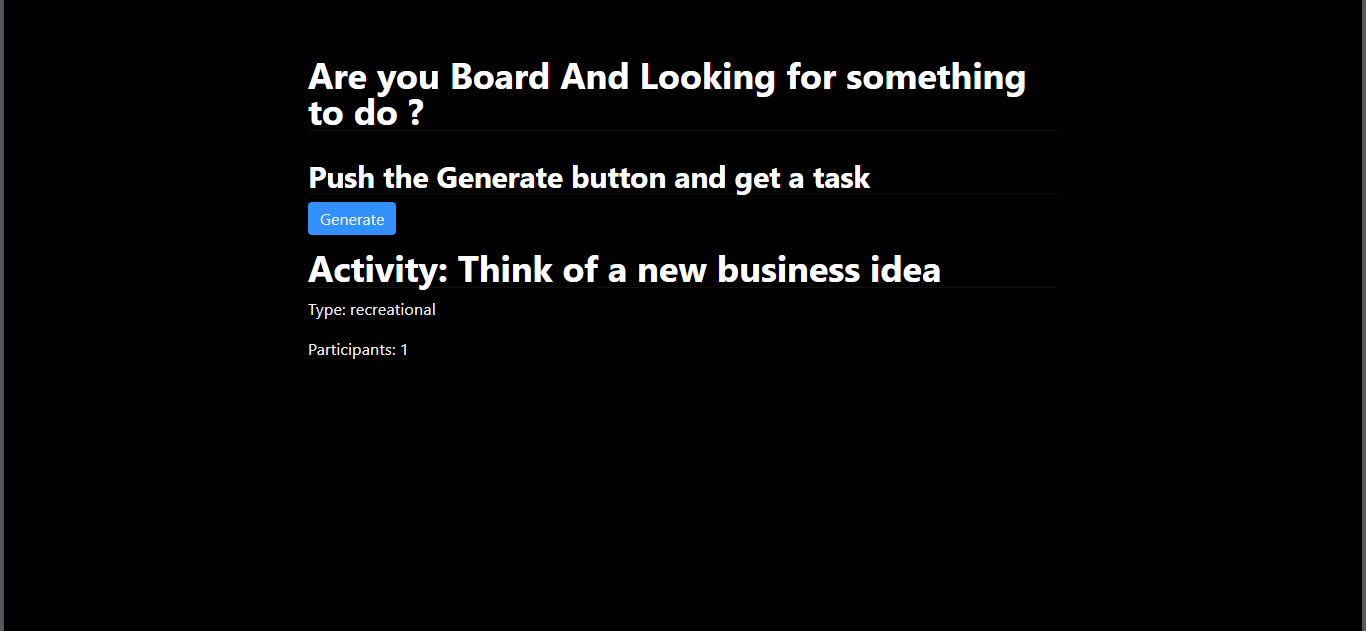 Are you Board And Looking for something
to do ?
Push the Generate button and get a task
Generate
Activity: Think of a new business idea
Type: recreational
Participants: 1